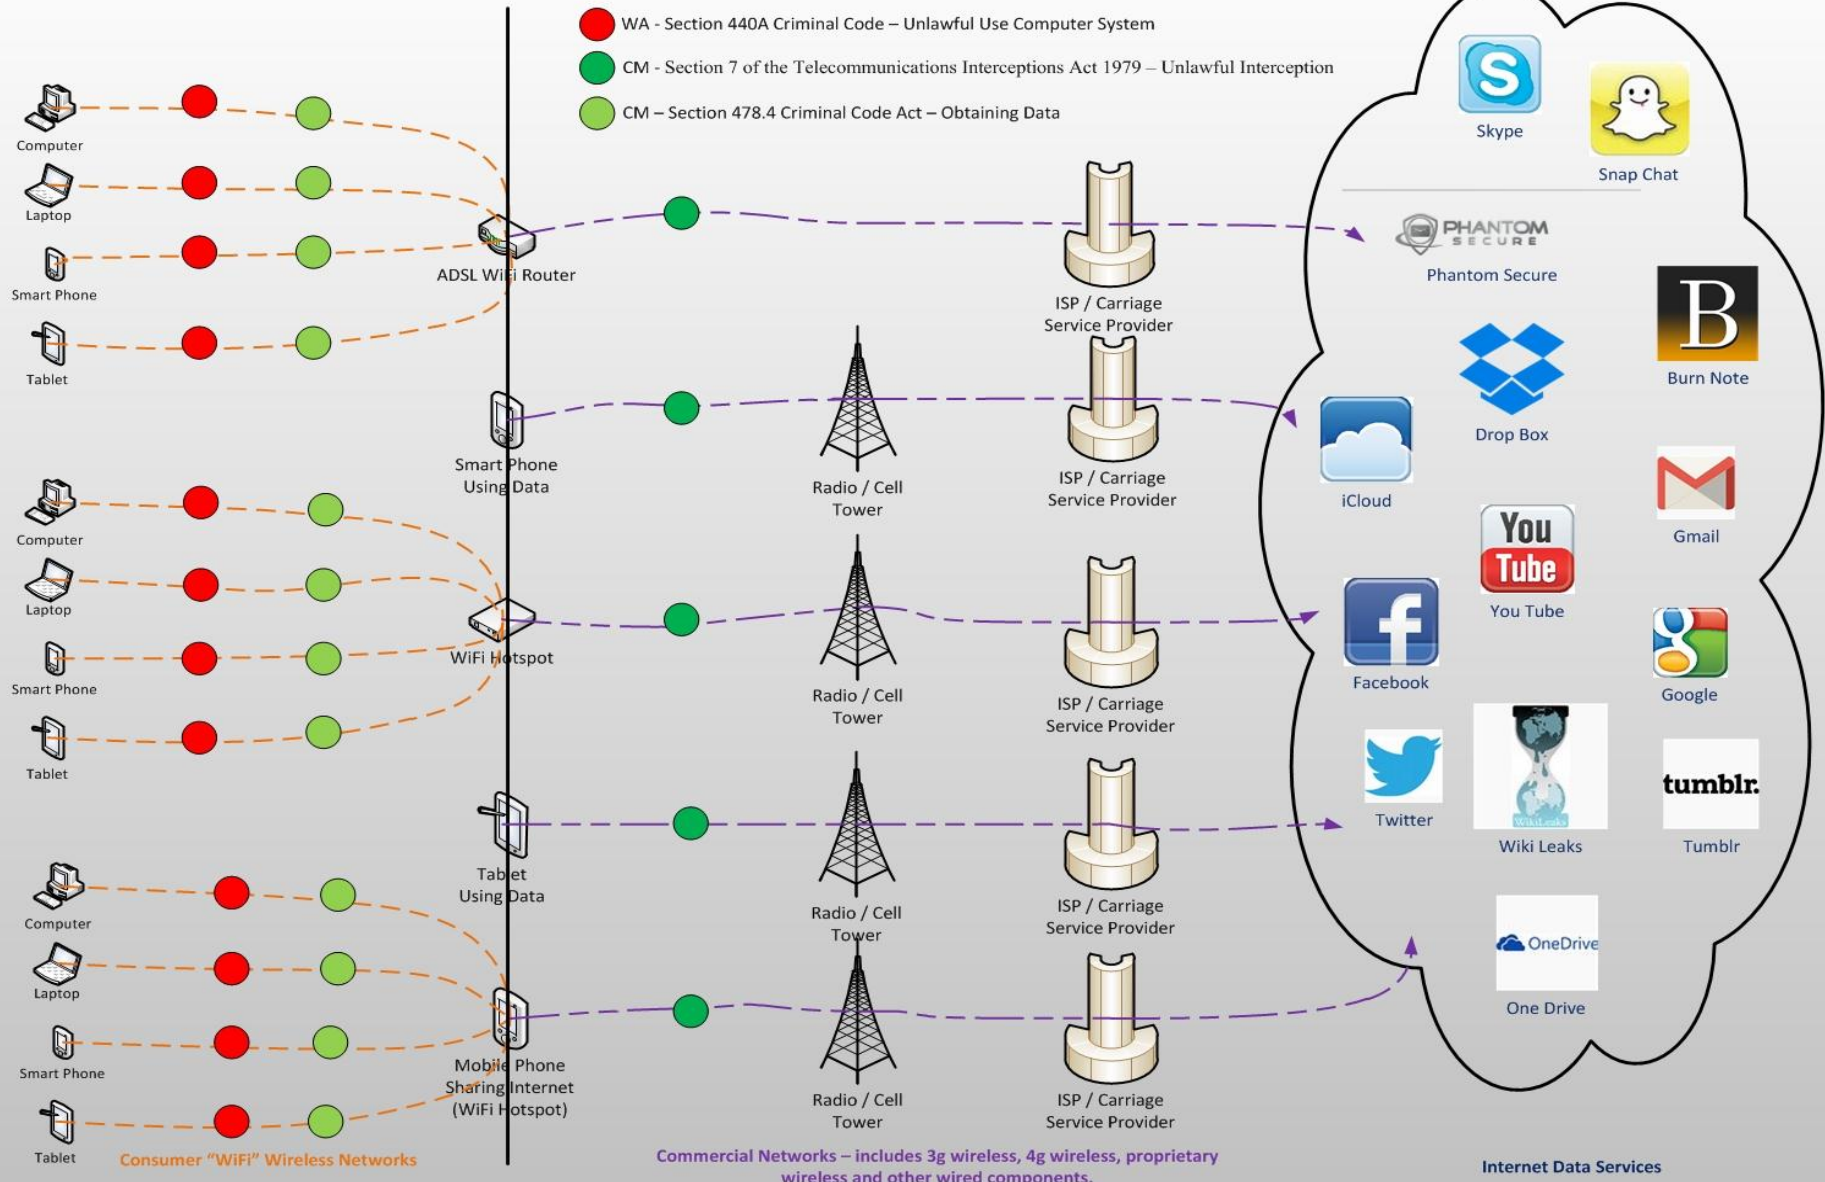 WA - Section 440A Criminal Code – Unlawful Use Computer System
CM - Section 7 of the Telecommunications Interceptions Act 1979 – Unlawful Interception
CM – Section 478.4 Criminal Code Act – Obtaining Data
Computer
Laptop
Smart Phone
Tablet
ADSL WiFi Router
ISP / Carriage
Service Provider
Smart Phone
Using Data
Radio / Cell
Tower
ISP / Carriage
Service Provider
Computer
Laptop
Smart Phone
Tablet
WiFi Hotspot
Radio / Cell
Tower
ISP / Carriage
Service Provider
Tablet
Using Data
Radio / Cell
Tower
ISP / Carriage
Service Provider
Computer
Laptop
Smart Phone
Tablet
Mobile Phone
Sharing Internet
(WiFi Hotspot)
Radio / Cell
Tower
ISP / Carriage
Service Provider
S
Skype
Snap Chat
PHANTOM
SECURE
Phantom Secure
B
Burn Note
Drop Box
iCloud
Gmail
You
Tube
You Tube
f
Facebook
g
Google
Twitter
WikiLeaks
Wiki Leaks
tumblr.
Tumblr
OneDrive
One Drive
Consumer “WiFi” Wireless Networks
Commercial Networks – includes 3g wireless, 4g wireless, proprietary
wireless and other wired components.
Internet Data Services